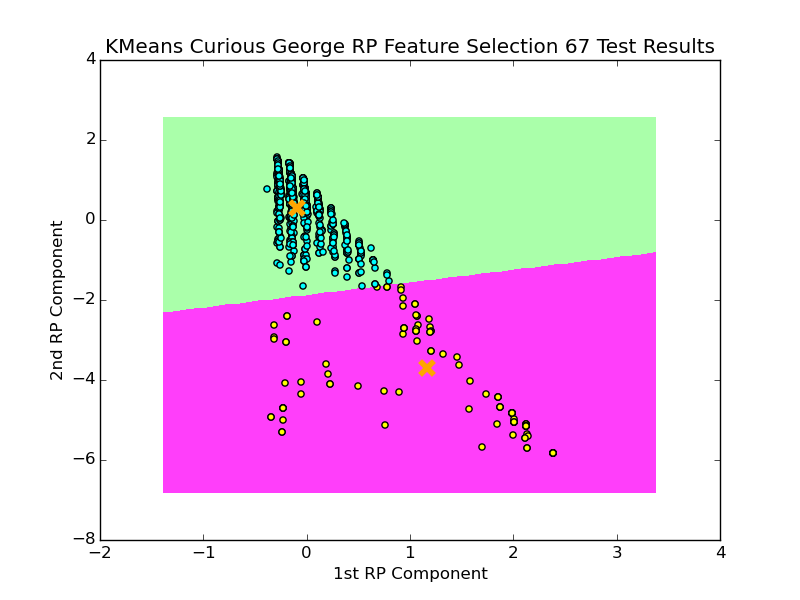 KMeans Curious George RP Feature Selection 67 Test Results
4
2
0
−2
−4
−6
−8
2nd RP Component
−2 −1 0 1 2 3 4
1st RP Component